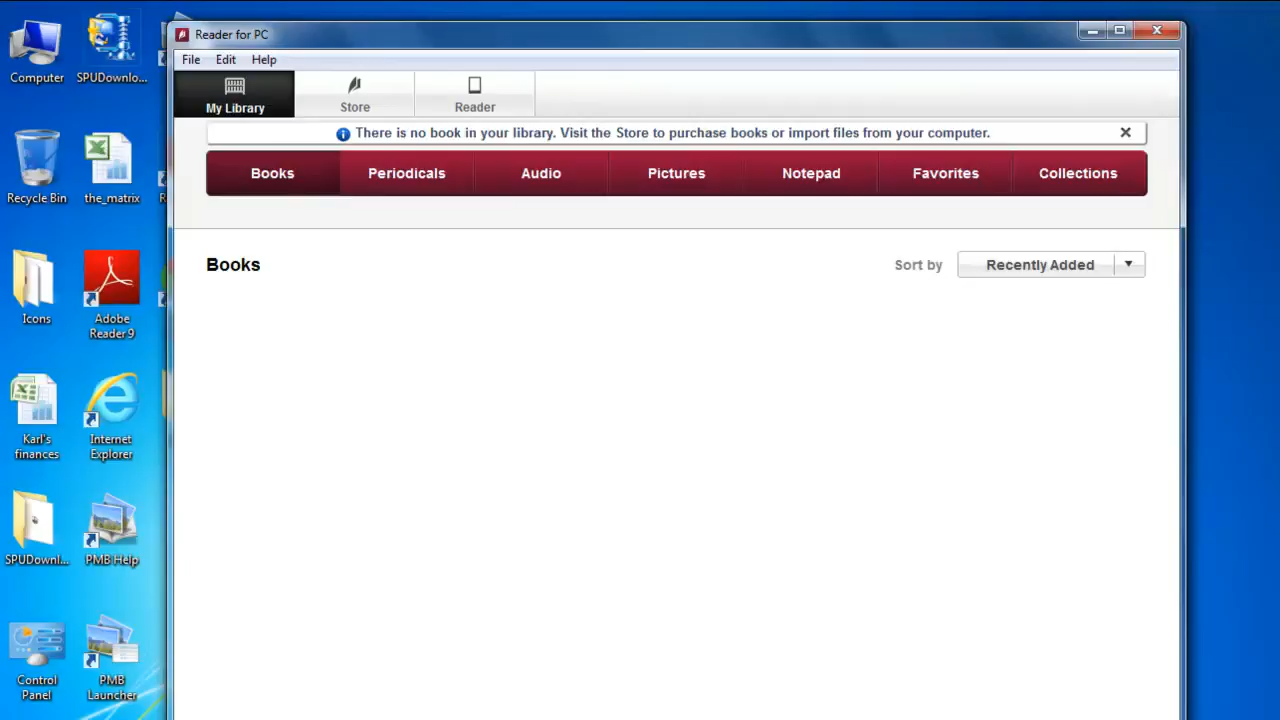 Computer
SPUDownlo...
Recycle Bin
the_matrix
Icons
Adobe
Reader 9
Karl's
finances
Internet
Explorer
SPUDownl...
PMB Help
Control
Panel
PMB
Launcher
Reader for PC
File Edit Help
My Library
Store
Reader
There is no book in your library. Visit the Store to purchase books or import files from your computer.
Books Periodicals Audio Pictures Notepad Favorites Collections
Books
Sort by Recently Added